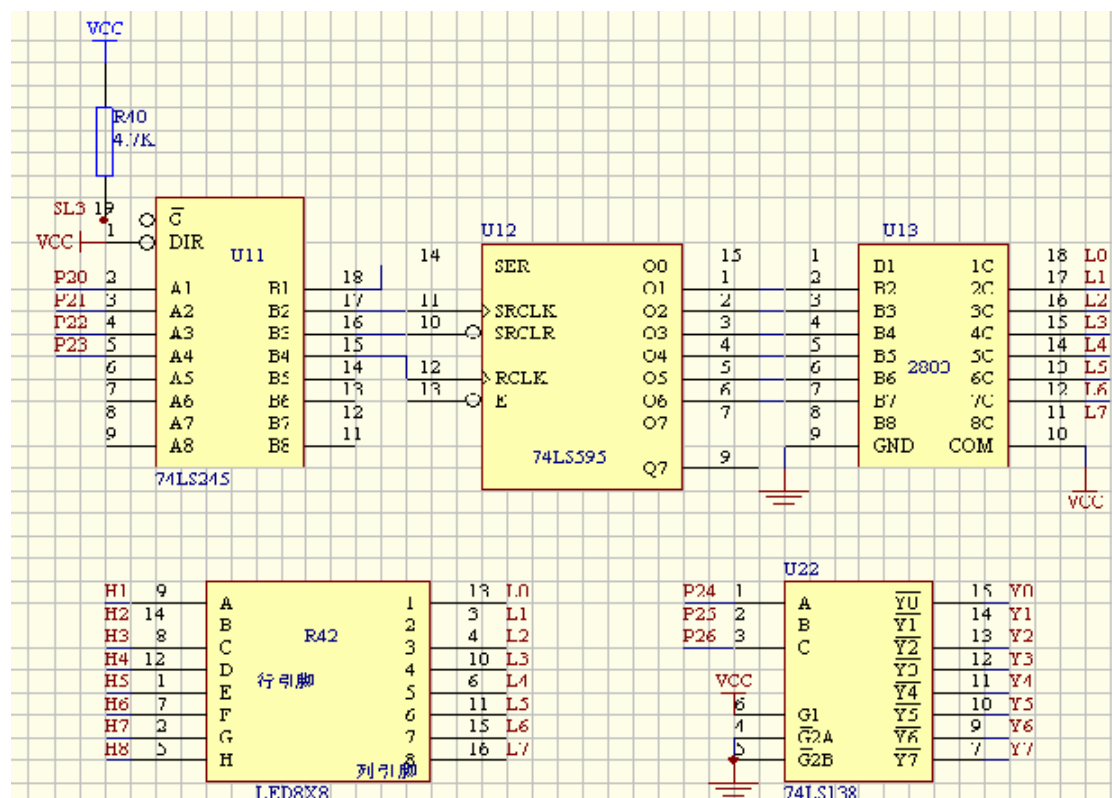 VCC
R40
4.7K
SL3 19
G
VCC 1 DIR
U11
P20 2 A1 B1 18
P21 3 A2 B2 17
P22 4 A3 B3 16
P23 5 A4 B4 15
6 A5 B5 14
7 A6 B6 13
8 A7 B7 12
9 A8 B8 11
74LS245
U12
14 SER O0 15
O1 1
11 SRCLK O2 2
10 SRCLR O3 3
O4 4
12 RCLK O5 5
13 E O6 6
O7 7
74LS595
Q7 9
U13
1 D1 1C 18 L0
2 B2 2C 17 L1
3 B3 3C 16 L2
4 B4 4C 15 L3
5 B5 5C 14 L4
6 B6 2803 6C 13 L5
7 B7 7C 12 L6
8 B8 8C 11 L7
9 GND COM 10
VCC
H1 9 A 1 13 L0
H2 14 B 2 3 L1
H3 8 C R42 3 4 L2
H4 12 D 4 10 L3
H5 1 E 行引脚 5 6 L4
H6 7 F 6 11 L5
H7 2 G 7 15 L6
H8 5 H 8 16 L7
列引脚
LED8X8
U22
P24 1 A Y0 15 Y0
P25 2 B Y1 14 Y1
P26 3 C Y2 13 Y2
Y3 12 Y3
VCC Y4 11 Y4
6 G1 Y5 10 Y5
4 G2A Y6 9 Y6
5 G2B Y7 7 Y7
74LS138